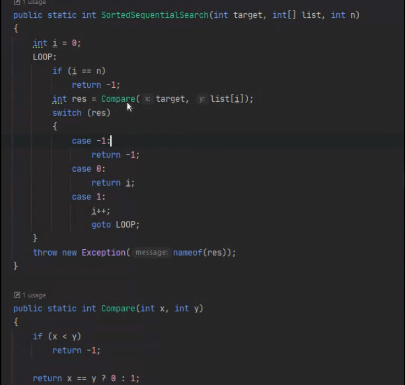 1 usage
public static int SortedSequentialSearch(int target, int[] list, int n)
{
int i = 0;
LOOP:
if (i == n)
return -1;
int res = Compare( x: target, y: list[i]);
switch (res)
{
case -1:
return -1;
case 0:
return i;
case 1:
i++;
goto LOOP;
}
throw new Exception( message: nameof(res));
}
1 usage
public static int Compare(int x, int y)
{
if (x < y)
return -1;
return x == y ? 0 : 1;